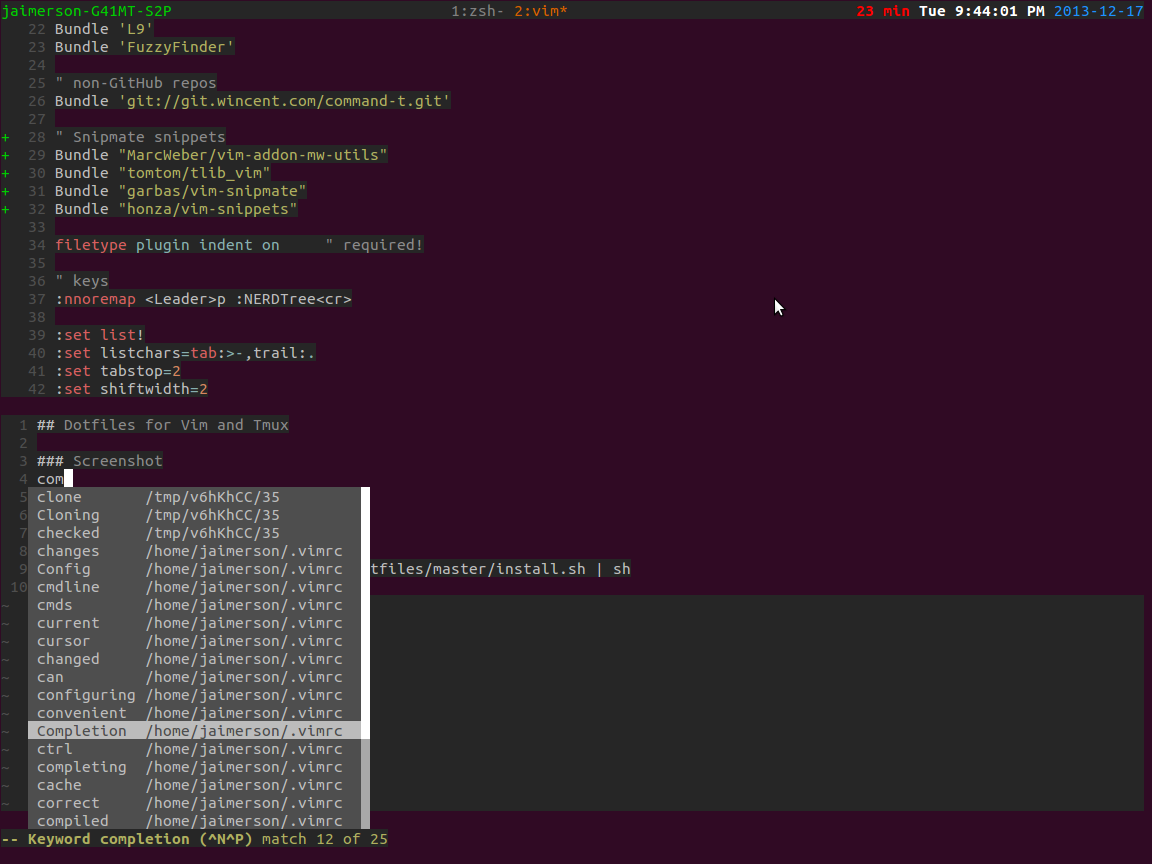 jaimerson-G41MT-S2P 1:zsh- 2:vim* 23 min Tue 9:44:01 PM 2013-12-17
22 Bundle 'L9'
23 Bundle 'FuzzyFinder'
24
25 " non-GitHub repos
26 Bundle 'git://git.wincent.com/command-t.git'
27
+ 28 " Snipmate snippets
+ 29 Bundle "MarcWeber/vim-addon-mw-utils"
+ 30 Bundle "tomtom/tlib_vim"
+ 31 Bundle "garbas/vim-snipmate"
+ 32 Bundle "honza/vim-snippets"
33
34 filetype plugin indent on     " required!
35
36 " keys
37 :nnoremap <Leader>p :NERDTree<cr>
38
39 :set list!
40 :set listchars=tab:>-,trail:.
41 :set tabstop=2
42 :set shiftwidth=2
1 ## Dotfiles for Vim and Tmux
2
3 ### Screenshot
4 com
5 clone /tmp/v6hKhCC/35
6 Cloning /tmp/v6hKhCC/35
7 checked /tmp/v6hKhCC/35
8 changes /home/jaimerson/.vimrc
9 Config /home/jaimerson/.vimrc tfiles/master/install.sh | sh
10 cmdline /home/jaimerson/.vimrc
~ cmds /home/jaimerson/.vimrc
~ current /home/jaimerson/.vimrc
~ cursor /home/jaimerson/.vimrc
~ changed /home/jaimerson/.vimrc
~ can /home/jaimerson/.vimrc
~ configuring /home/jaimerson/.vimrc
~ convenient /home/jaimerson/.vimrc
~ Completion /home/jaimerson/.vimrc
~ ctrl /home/jaimerson/.vimrc
~ completing /home/jaimerson/.vimrc
~ cache /home/jaimerson/.vimrc
~ correct /home/jaimerson/.vimrc
compiled /home/jaimerson/.vimrc
-- Keyword completion (^N^P) match 12 of 25